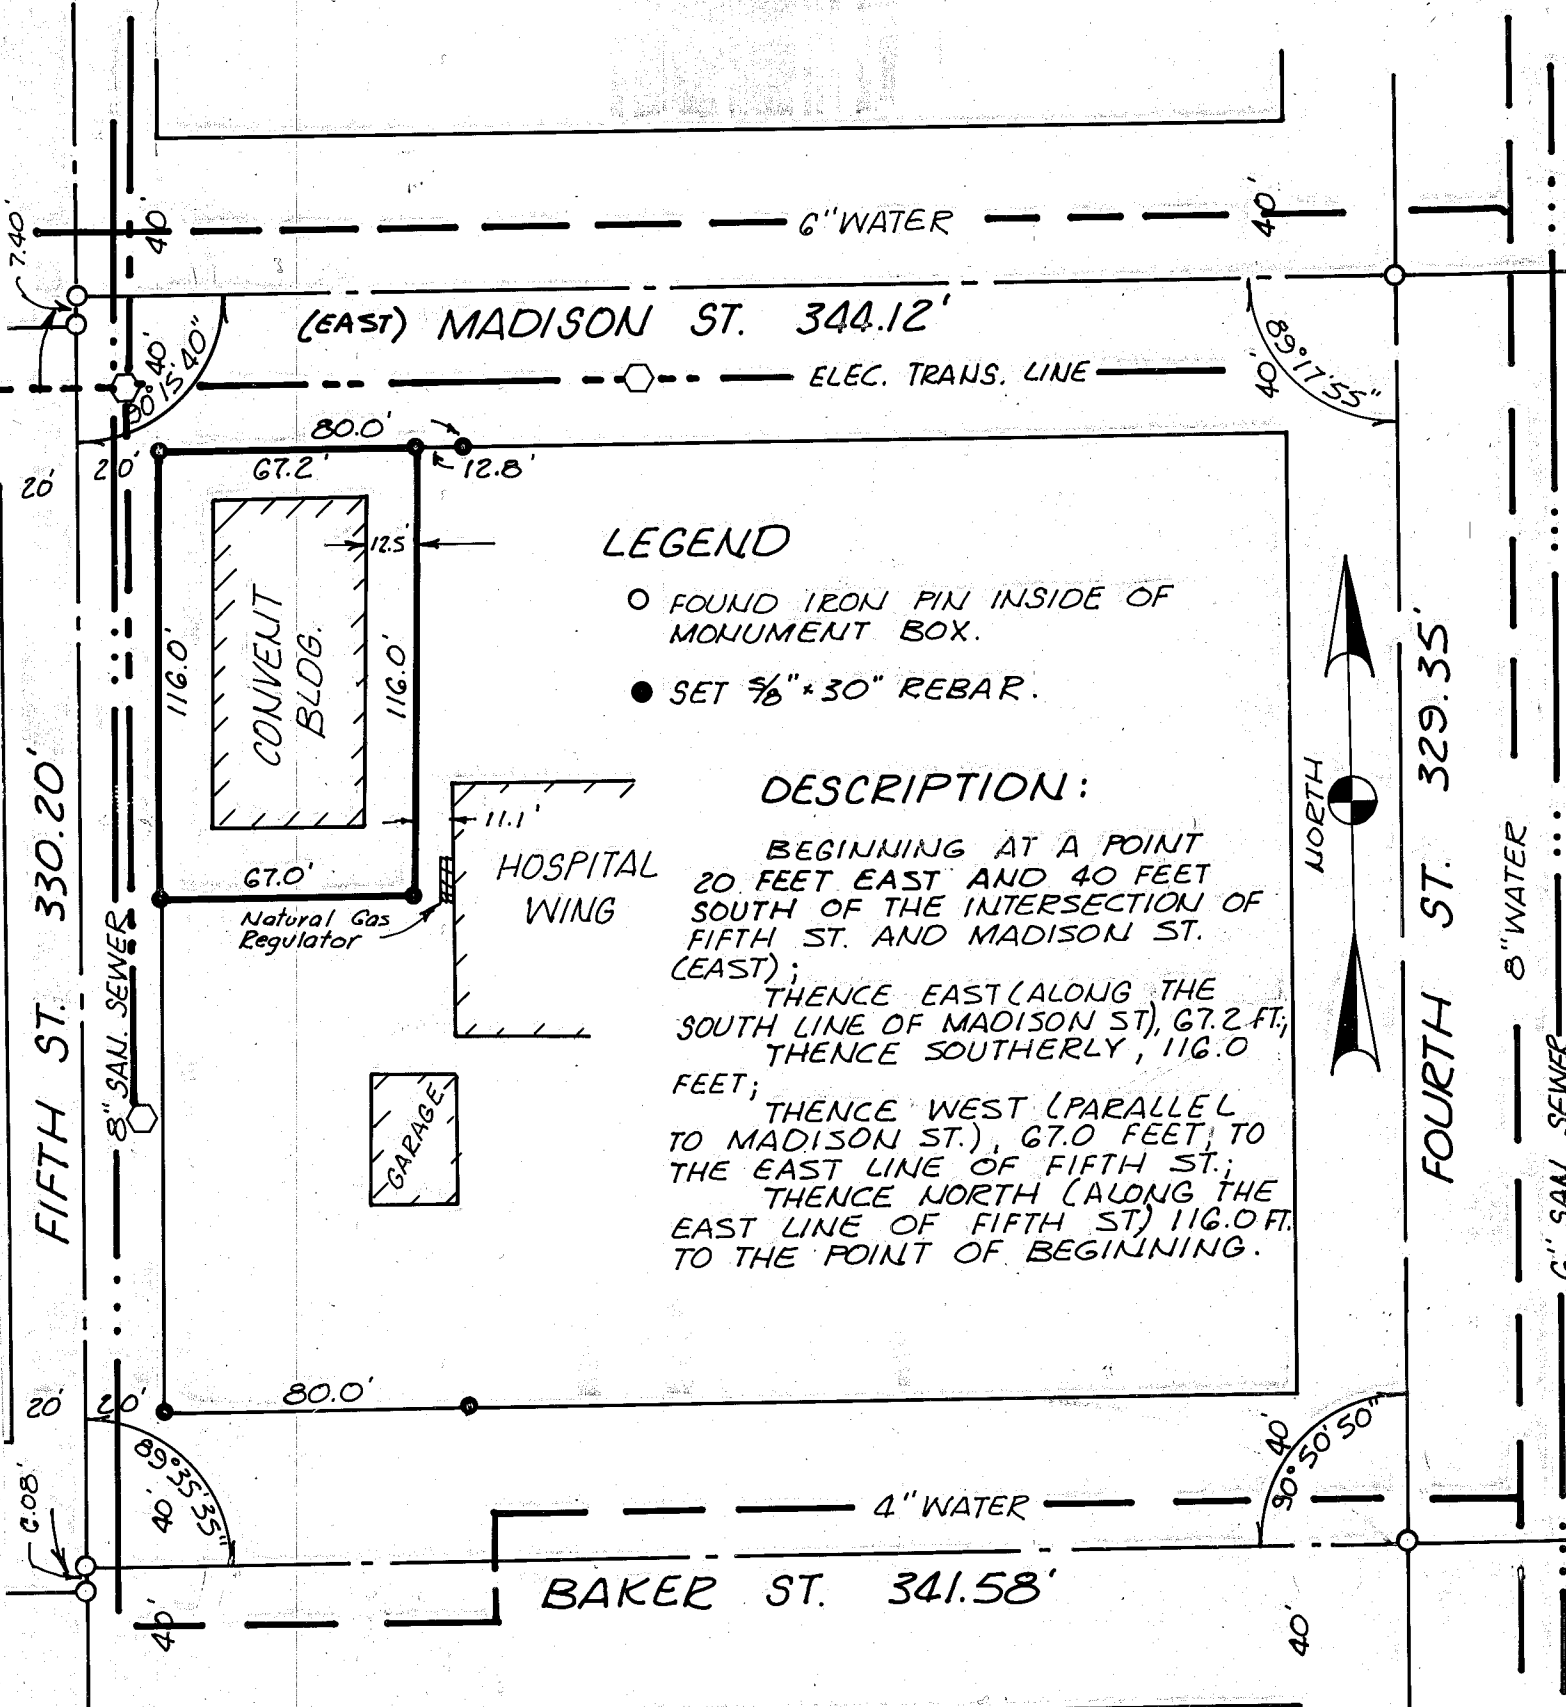 7.40'
40'
6" WATER
40'
(EAST) MADISON ST. 344.12'
90°15'40"
40'
89°17'55"
40'
ELEC. TRANS. LINE
80.0'
20'
20'
67.2'
12.8'
12.5'
CONVENT
BLDG.
116.0'
116.0'
LEGEND
FOUND IRON PIN INSIDE OF
MONUMENT BOX.
SET 5/8" x 30" REBAR.
FIFTH ST. 330.20'
8" SAN. SEWER
11.1'
HOSPITAL
WING
67.0'
Natural Gas
Regulator
GARAGE
DESCRIPTION:
BEGINNING AT A POINT
20 FEET EAST AND 40 FEET
SOUTH OF THE INTERSECTION OF
FIFTH ST. AND MADISON ST.
(EAST);
THENCE EAST (ALONG THE
SOUTH LINE OF MADISON ST), 67.2 FT.;
THENCE SOUTHERLY, 116.0
FEET;
THENCE WEST (PARALLEL
TO MADISON ST.), 67.0 FEET, TO
THE EAST LINE OF FIFTH ST.;
THENCE NORTH (ALONG THE
EAST LINE OF FIFTH ST) 116.0 FT.
TO THE POINT OF BEGINNING.
NORTH
FOURTH ST. 329.35'
8" WATER
6" SAN. SEWER
20'
20'
80.0'
89°35'35"
40'
40'
90°50'50"
4" WATER
BAKER ST. 341.58'
40'
40'